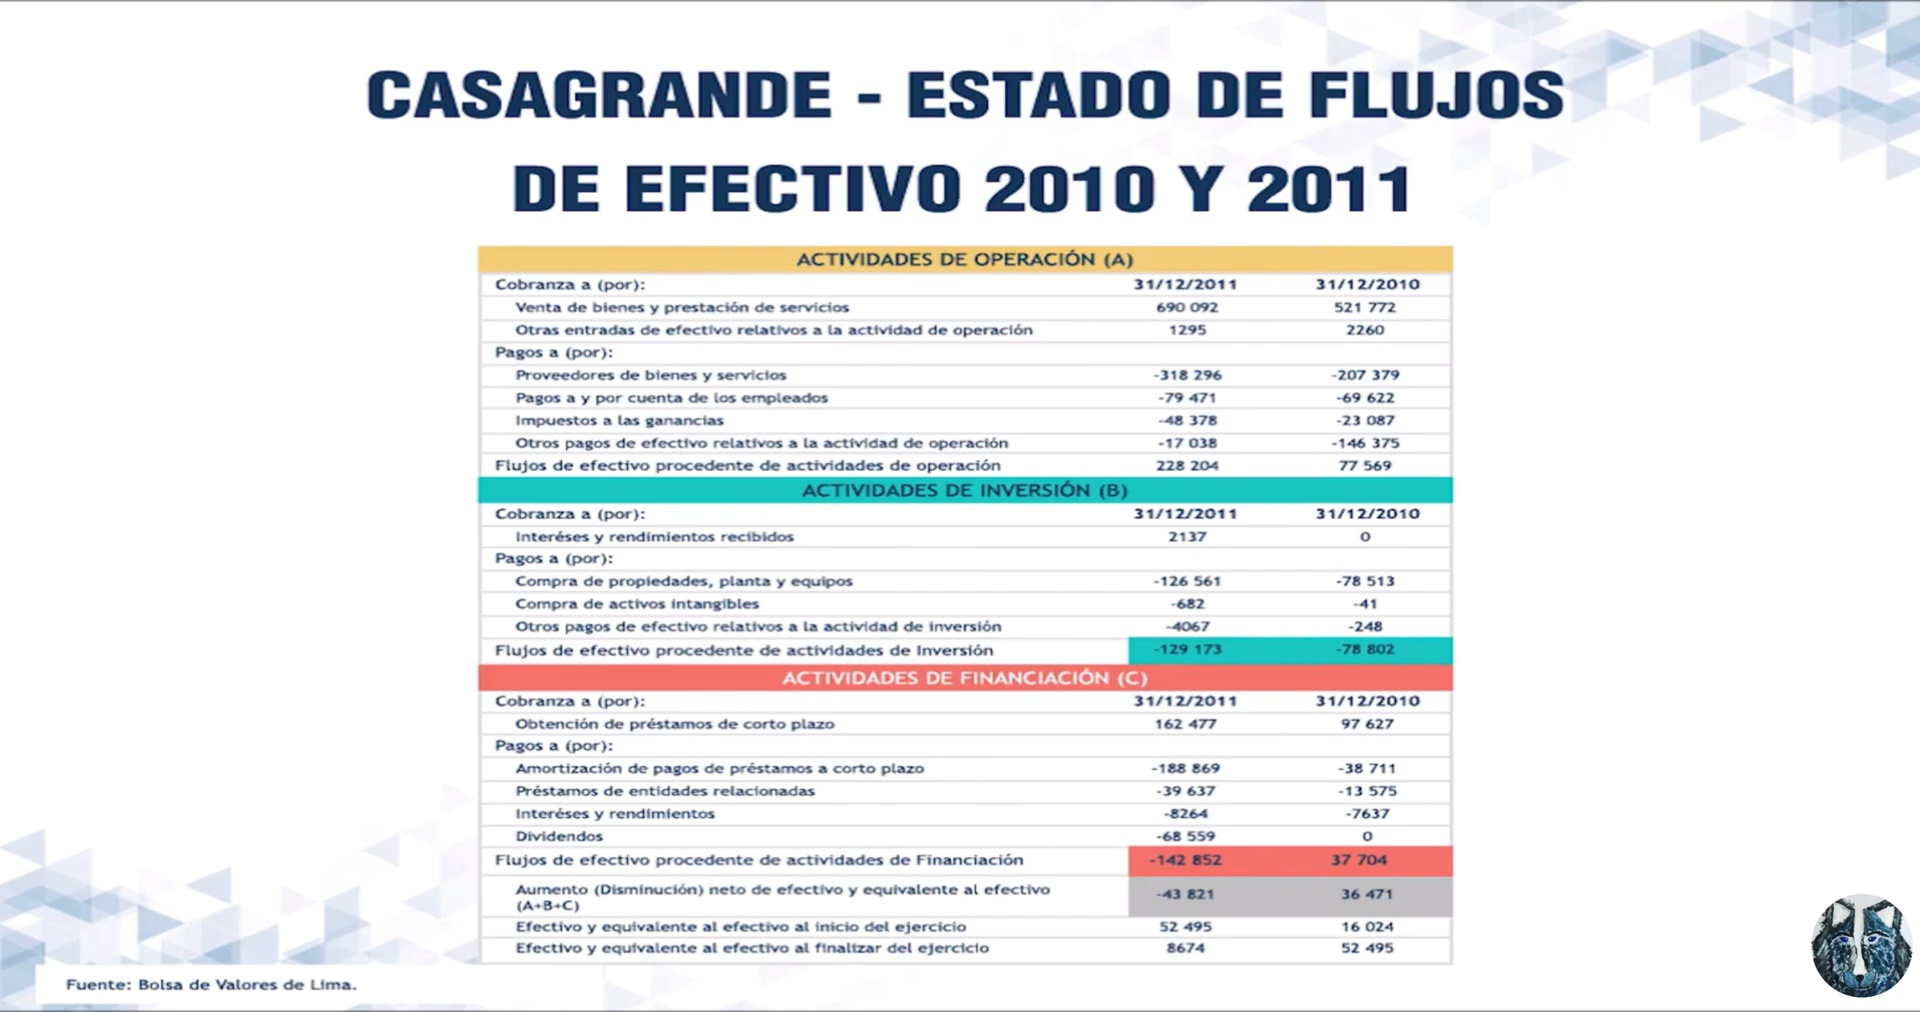 CASAGRANDE - ESTADO DE FLUJOS
DE EFECTIVO 2010 Y 2011
ACTIVIDADES DE OPERACIÓN (A)
Cobranza a (por): 31/12/2011 31/12/2010
Venta de bienes y prestación de servicios 690 092 521 772
Otras entradas de efectivo relativos a la actividad de operación 1295 2260
Pagos a (por):
Proveedores de bienes y servicios -318 296 -207 379
Pagos a y por cuenta de los empleados -79 471 -69 622
Impuestos a las ganancias -48 378 -23 087
Otros pagos de efectivo relativos a la actividad de operación -17 038 -146 375
Flujos de efectivo procedente de actividades de operación 228 204 77 569
ACTIVIDADES DE INVERSIÓN (B)
Cobranza a (por): 31/12/2011 31/12/2010
Interéses y rendimientos recibidos 2137 0
Pagos a (por):
Compra de propiedades, planta y equipos -126 561 -78 513
Compra de activos intangibles -682 -41
Otros pagos de efectivo relativos a la actividad de inversión -4067 -248
Flujos de efectivo procedente de actividades de Inversión -129 173 -78 802
ACTIVIDADES DE FINANCIACIÓN (C)
Cobranza a (por): 31/12/2011 31/12/2010
Obtención de préstamos de corto plazo 162 477 97 627
Pagos a (por):
Amortización de pagos de préstamos a corto plazo -188 869 -38 711
Préstamos de entidades relacionadas -39 637 -13 575
Interéses y rendimientos -8264 -7637
Dividendos -68 559 0
Flujos de efectivo procedente de actividades de Financiación -142 852 37 704
Aumento (Disminución) neto de efectivo y equivalente al efectivo
(A+B+C) -43 821 36 471
Efectivo y equivalente al efectivo al inicio del ejercicio 52 495 16 024
Efectivo y equivalente al efectivo al finalizar del ejercicio 8674 52 495
Fuente: Bolsa de Valores de Lima.